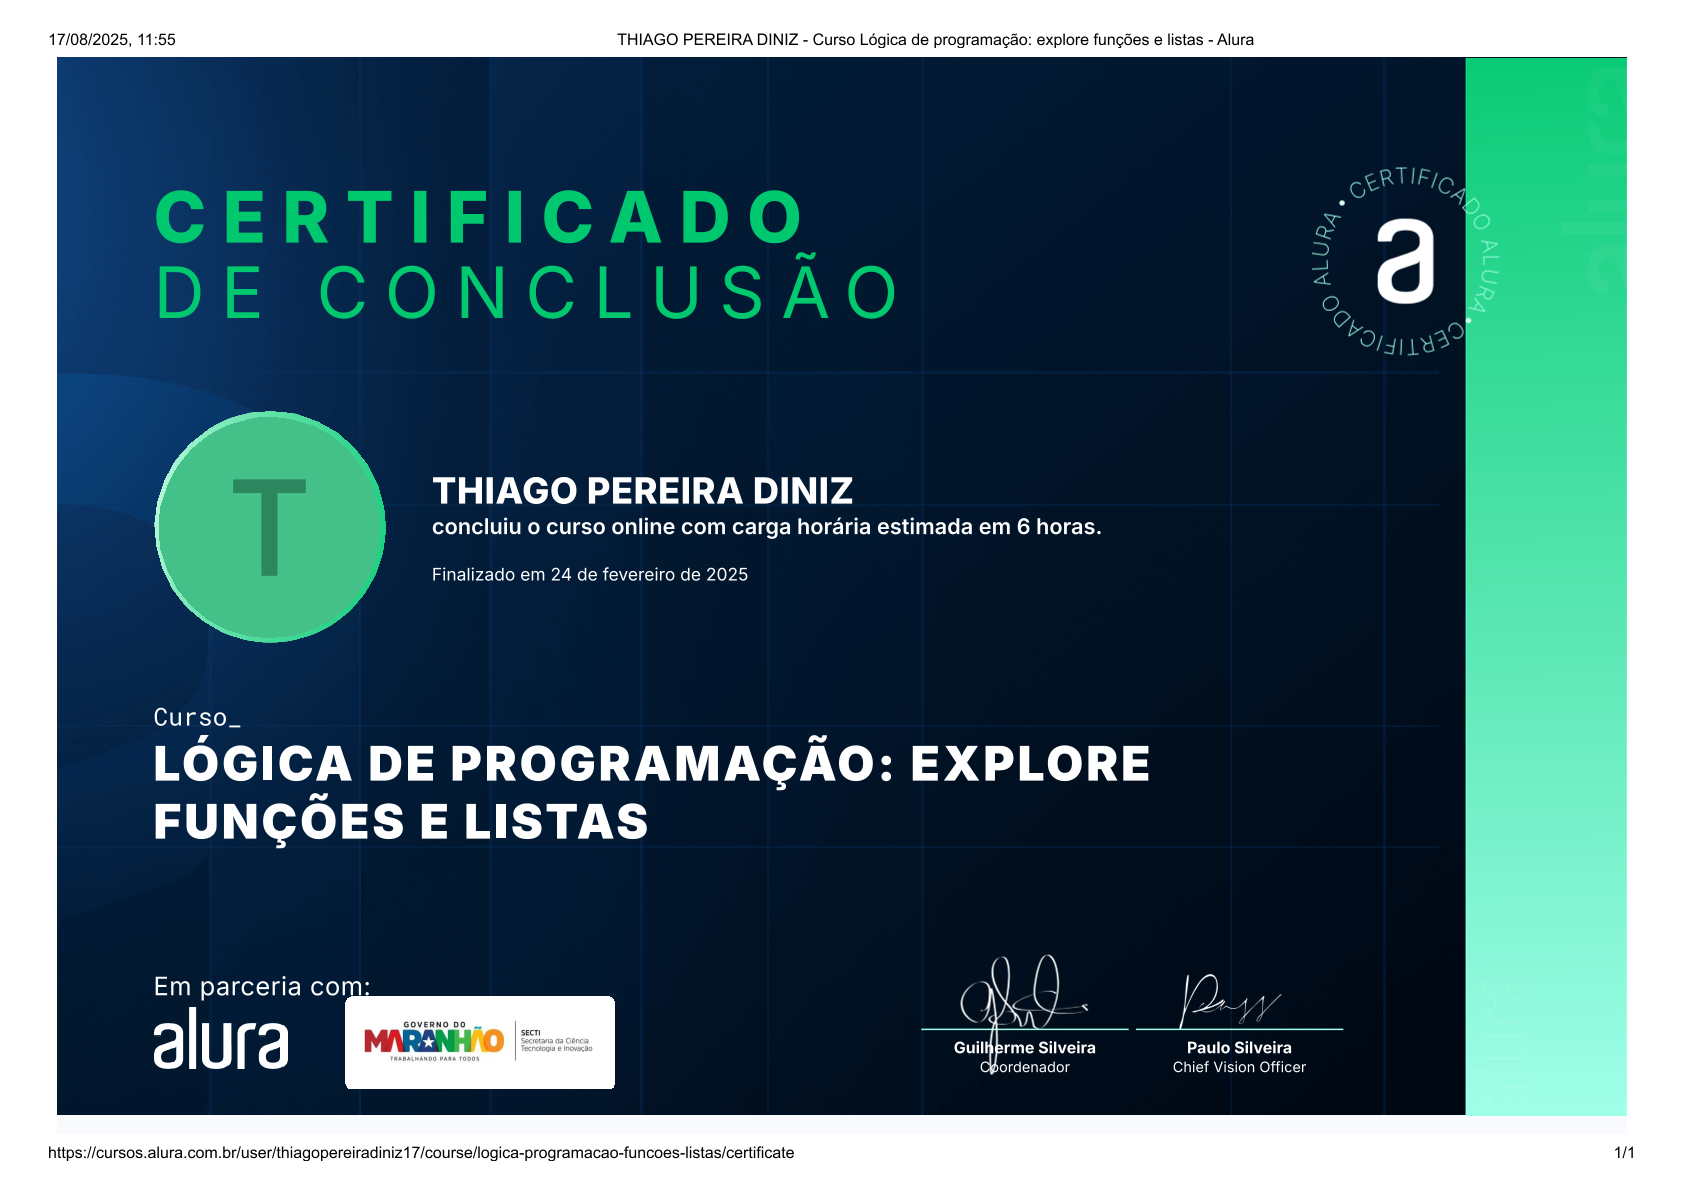 17/08/2025, 11:55
THIAGO PEREIRA DINIZ - Curso Lógica de programação: explore funções e listas - Alura
CERTIFICADO
DE CONCLUSÃO
CERTIFICADO ALURA • CERTIFICADO ALURA •
a
alura
T
THIAGO PEREIRA DINIZ
concluiu o curso online com carga horária estimada em 6 horas.
Finalizado em 24 de fevereiro de 2025
Curso_
LÓGICA DE PROGRAMAÇÃO: EXPLORE
FUNÇÕES E LISTAS
Em parceria com:
alura
GOVERNO DO
MARANHÃO
TRABALHANDO PARA TODOS
SECTI
Secretaria da Ciência
Tecnologia e Inovação
Guilherme Silveira
Coordenador
Paulo Silveira
Chief Vision Officer
https://cursos.alura.com.br/user/thiagopereiradiniz17/course/logica-programacao-funcoes-listas/certificate
1/1